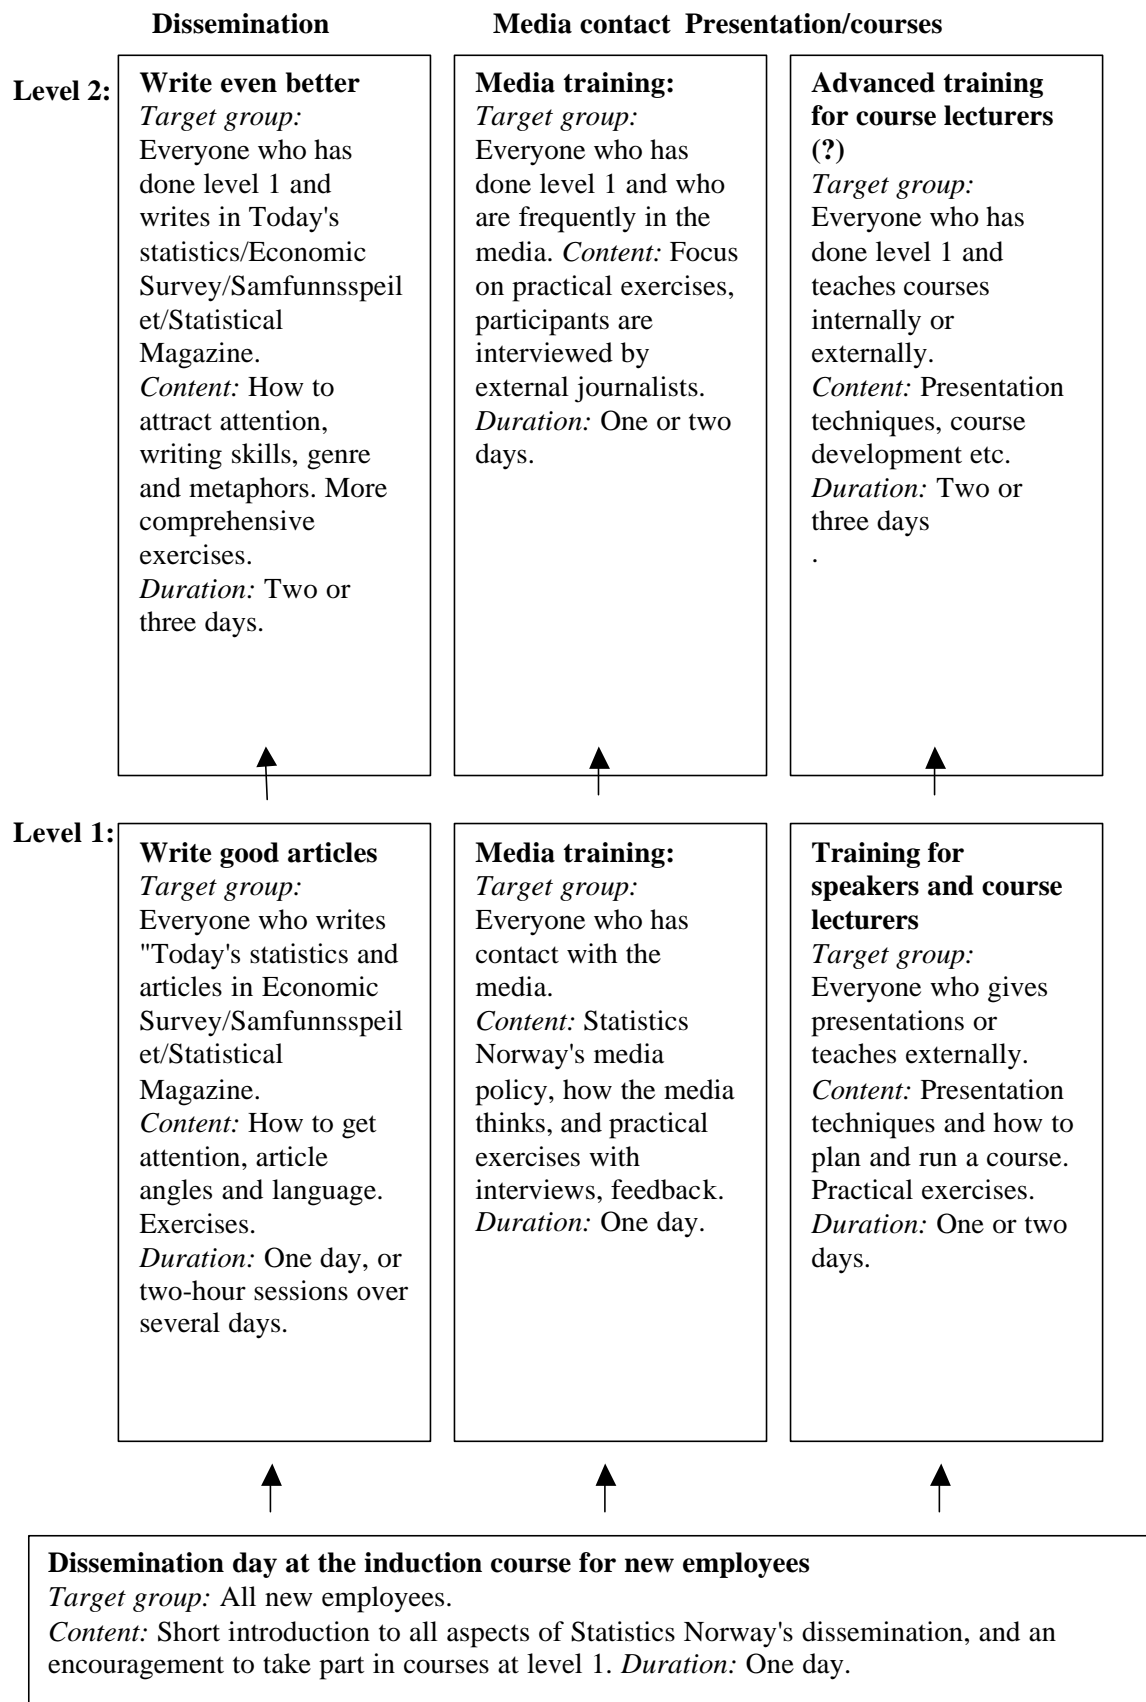 Dissemination Media contact Presentation/courses
Level 2:
Write even better
Target group:
Everyone who has
done level 1 and
writes in Today's
statistics/Economic
Survey/Samfunnsspeil
et/Statistical
Magazine.
Content: How to
attract attention,
writing skills, genre
and metaphors. More
comprehensive
exercises.
Duration: Two or
three days.
Media training:
Target group:
Everyone who has
done level 1 and who
are frequently in the
media. Content: Focus
on practical exercises,
participants are
interviewed by
external journalists.
Duration: One or two
days.
Advanced training
for course lecturers
(?)
Target group:
Everyone who has
done level 1 and
teaches courses
internally or
externally.
Content: Presentation
techniques, course
development etc.
Duration: Two or
three days
.
Level 1:
Write good articles
Target group:
Everyone who writes
"Today's statistics and
articles in Economic
Survey/Samfunnsspeil
et/Statistical
Magazine.
Content: How to get
attention, article
angles and language.
Exercises.
Duration: One day, or
two-hour sessions over
several days.
Media training:
Target group:
Everyone who has
contact with the
media.
Content: Statistics
Norway's media
policy, how the media
thinks, and practical
exercises with
interviews, feedback.
Duration: One day.
Training for
speakers and course
lecturers
Target group:
Everyone who gives
presentations or
teaches externally.
Content: Presentation
techniques and how to
plan and run a course.
Practical exercises.
Duration: One or two
days.
Dissemination day at the induction course for new employees
Target group: All new employees.
Content: Short introduction to all aspects of Statistics Norway's dissemination, and an
encouragement to take part in courses at level 1. Duration: One day.